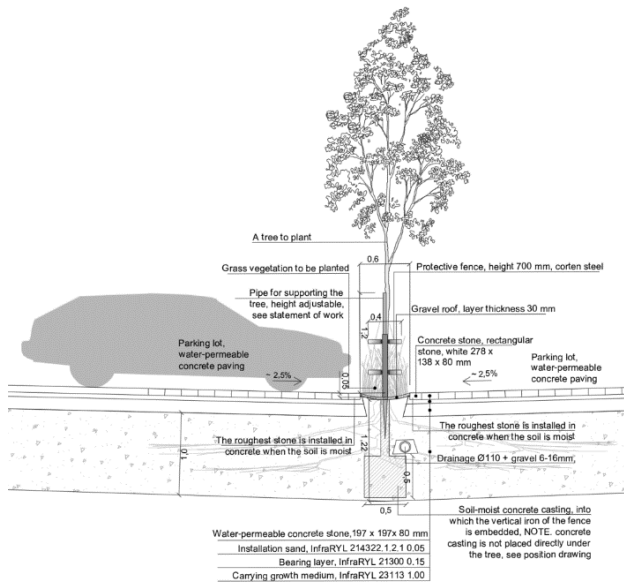 A tree to plant
0,6
Grass vegetation to be planted
Protective fence, height 700 mm, corten steel
Pipe for supporting the
tree, height adjustable,
see statement of work
0,4
1,2
Gravel roof, layer thickness 30 mm
Parking lot,
water-permeable
concrete paving
Concrete stone, rectangular
stone, white 278 x
138 x 80 mm
Parking lot,
water-permeable
concrete paving
~ 2,5%
0,05
~ 2,5%
The roughest stone is installed in
concrete when the soil is moist
The roughest stone is installed in
concrete when the soil is moist
1,0
1,22
Drainage Ø110 + gravel 6-16mm
0,5
0,5
Soil-moist concrete casting, into
which the vertical iron of the fence
is embedded, NOTE. concrete
casting is not placed directly under
the tree, see position drawing
Water-permeable concrete stone,197 x 197x 80 mm
Installation sand, InfraRYL 214322.1.2.1 0.05
Bearing layer, InfraRYL 21300 0,15
Carrying growth medium, InfraRYL 23113 1.00